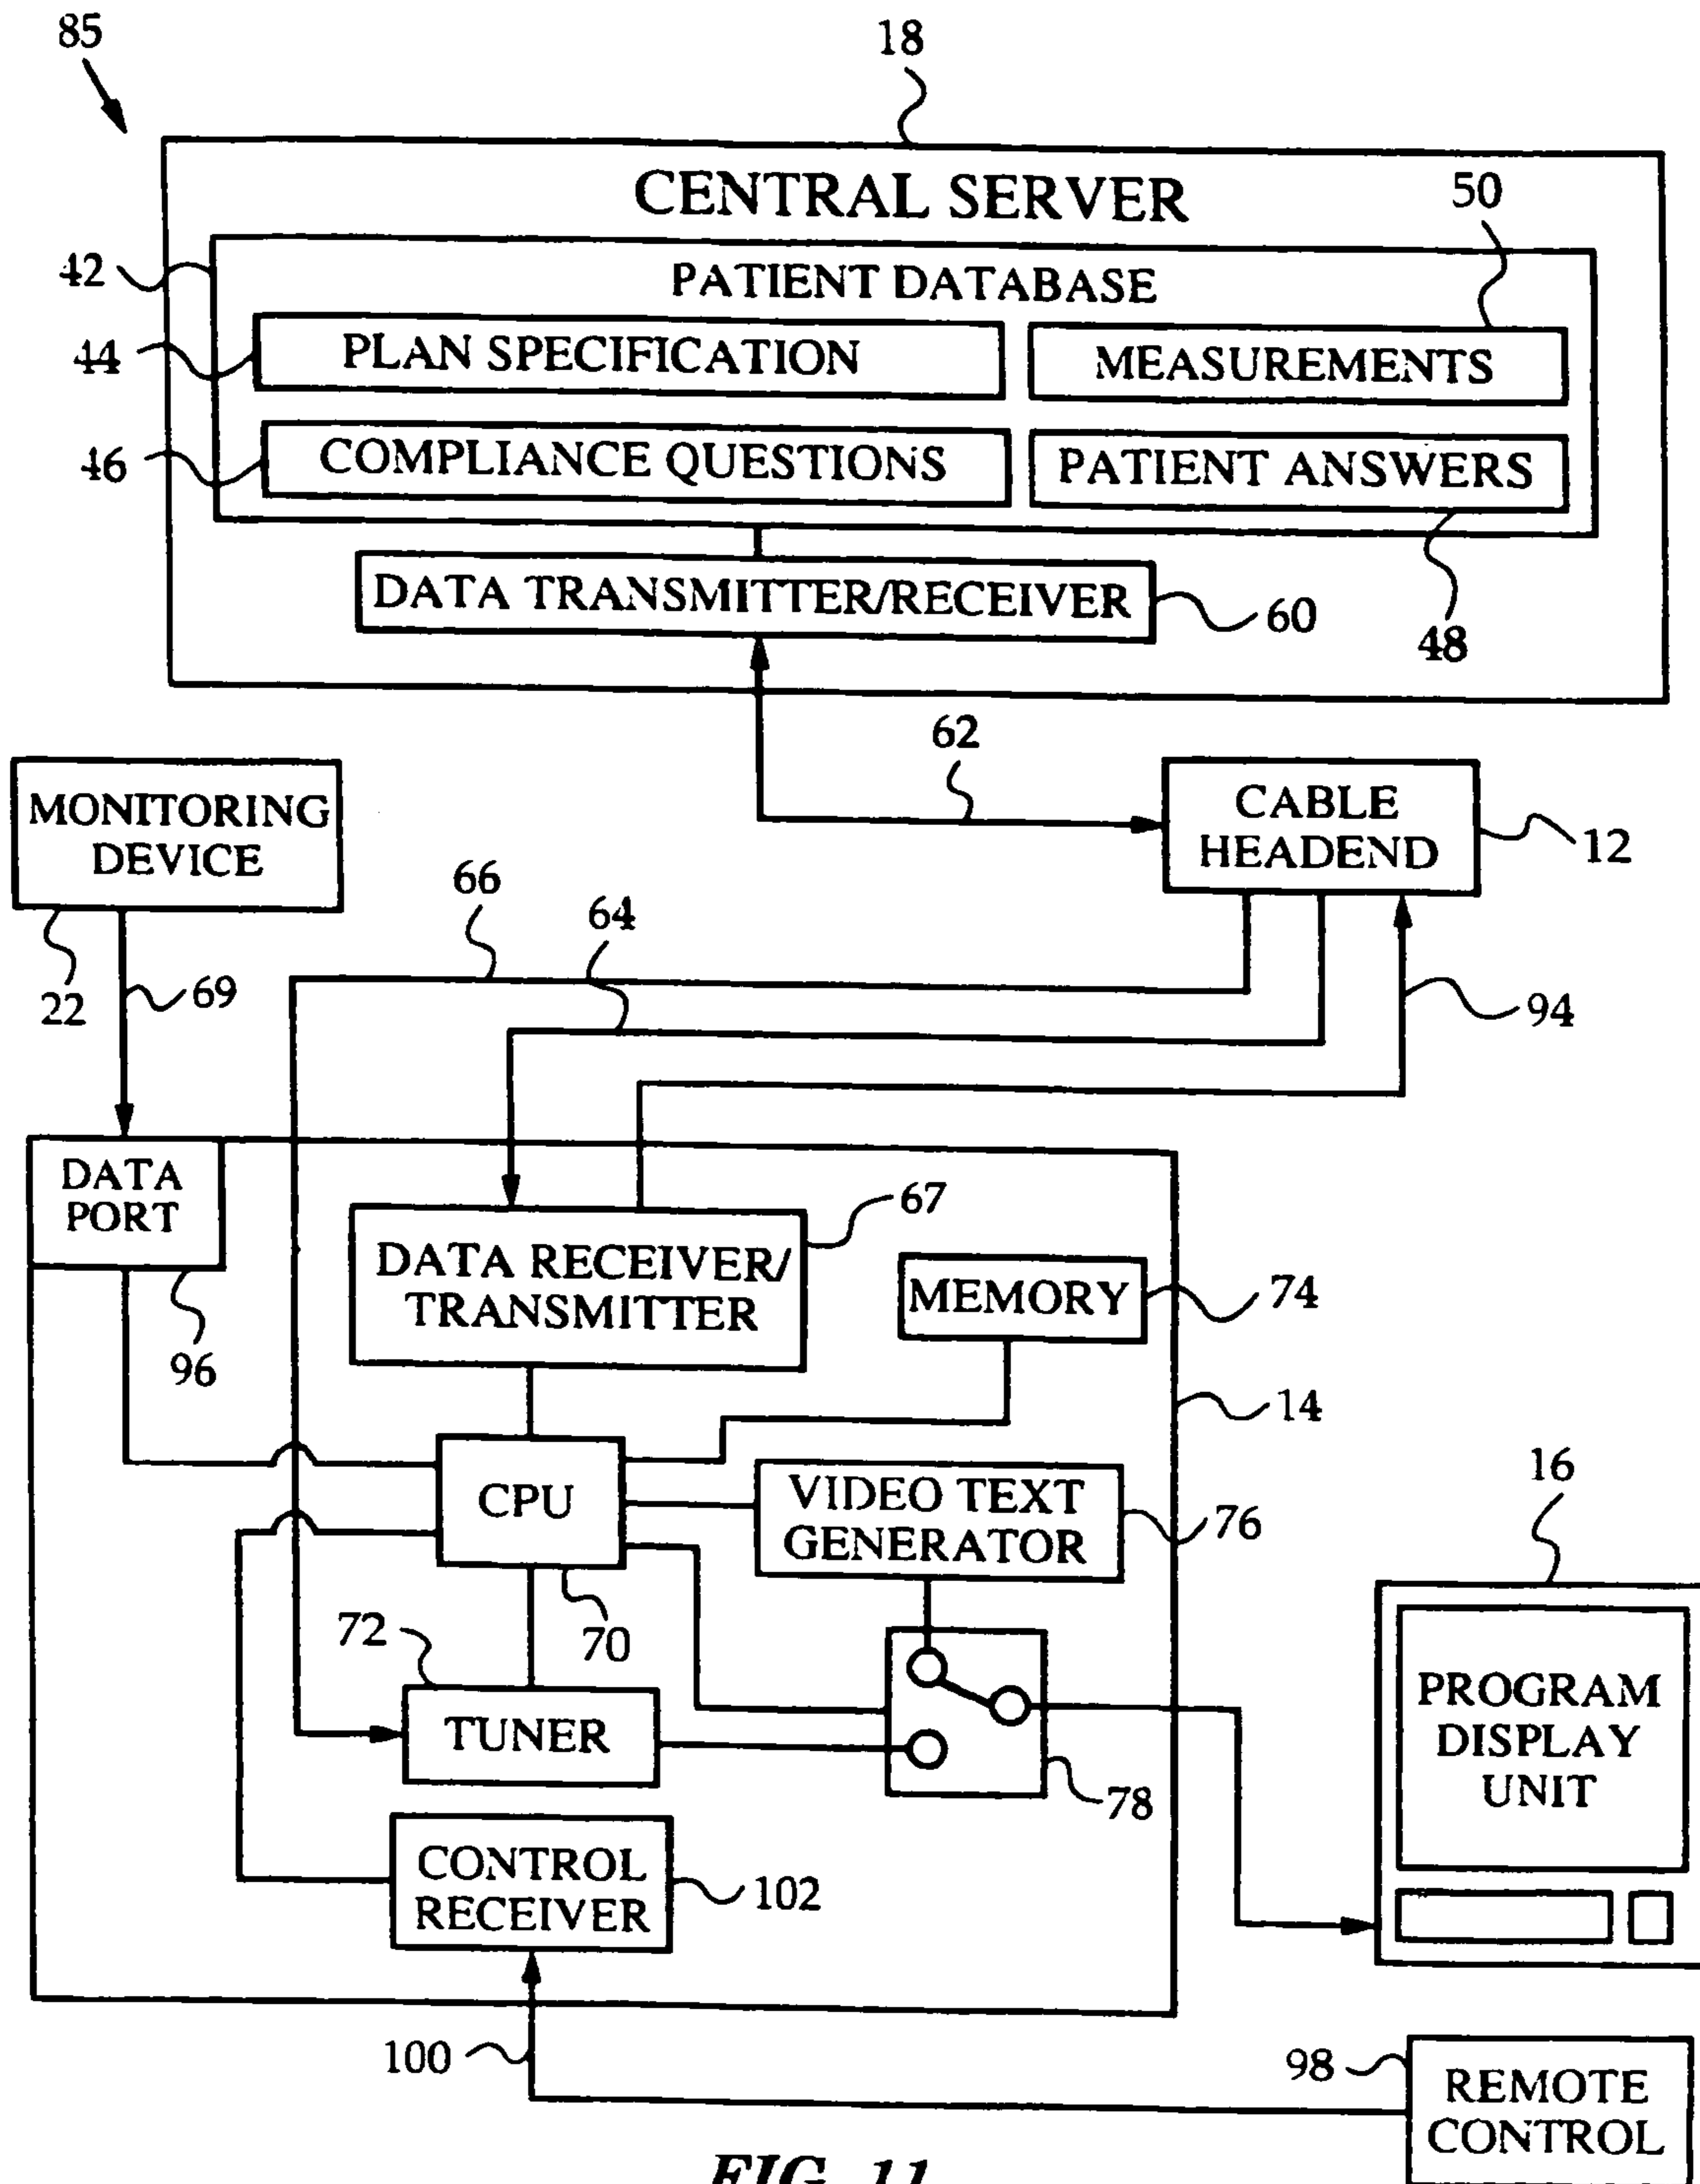 85
18
CENTRAL SERVER
50
42
PATIENT DATABASE
44
PLAN SPECIFICATION
MEASUREMENTS
46
COMPLIANCE QUESTIONS
PATIENT ANSWERS
DATA TRANSMITTER/RECEIVER
60
48
62
MONITORING
DEVICE
CABLE
HEADEND
12
66
64
22
69
94
DATA
PORT
67
DATA RECEIVER/
TRANSMITTER
MEMORY
74
96
14
CPU
VIDEO TEXT
GENERATOR
76
16
72
70
TUNER
PROGRAM
DISPLAY
UNIT
78
CONTROL
RECEIVER
102
100
98
REMOTE
CONTROL
FIG. 11